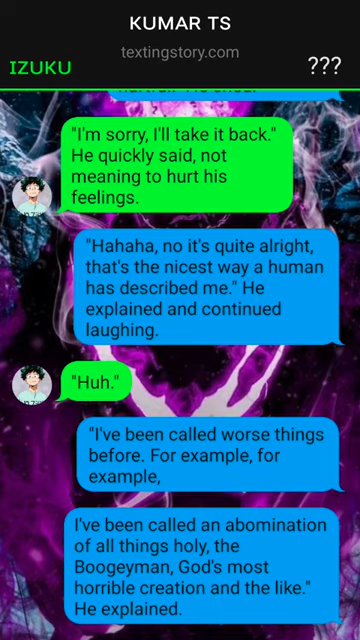 KUMAR TS
textingstory.com
IZUKU
???
"I'm sorry, I'll take it back."
He quickly said, not
meaning to hurt his
feelings.
"Hahaha, no it's quite alright,
that's the nicest way a human
has described me." He
explained and continued
laughing.
"Huh."
"I've been called worse things
before. For example, for
example,
I've been called an abomination
of all things holy, the
Boogeyman, God's most
horrible creation and the like."
He explained.